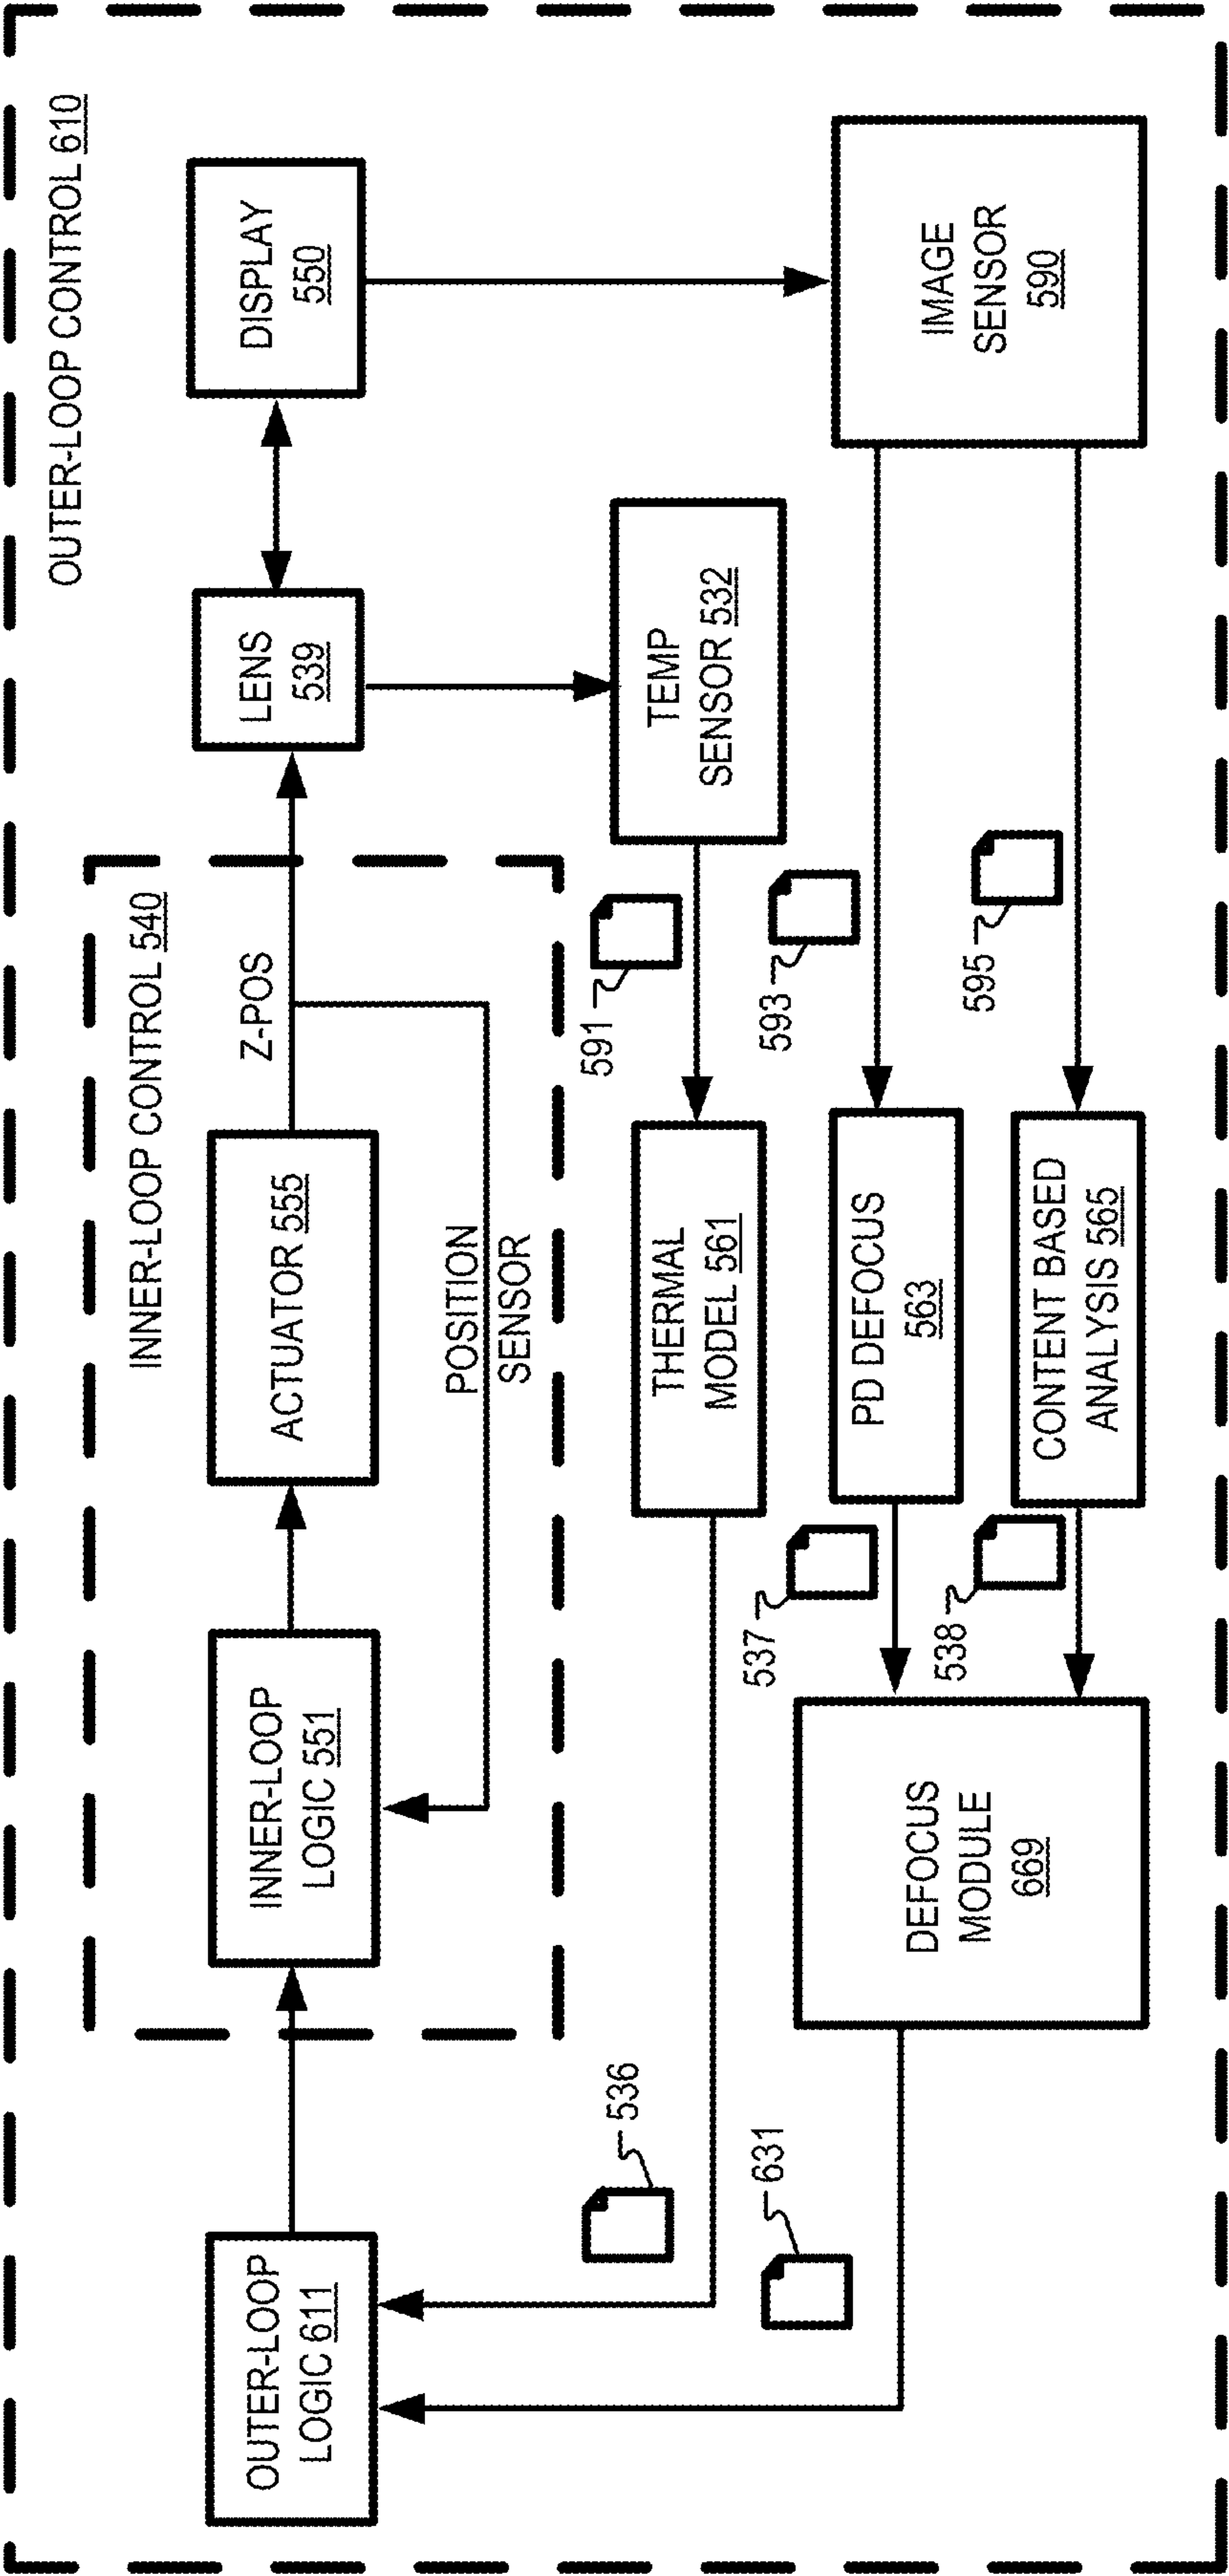 OUTER-LOOP CONTROL 610
INNER-LOOP CONTROL 540
OUTER-LOOP
LOGIC 611
INNER-LOOP
LOGIC 551
ACTUATOR 555
Z-POS
LENS
539
DISPLAY
550
POSITION
SENSOR
536
THERMAL
MODEL 561
591
TEMP
SENSOR 532
631
DEFOCUS
MODULE
669
537
PD DEFOCUS
563
593
538
CONTENT BASED
ANALYSIS 565
595
IMAGE
SENSOR
590